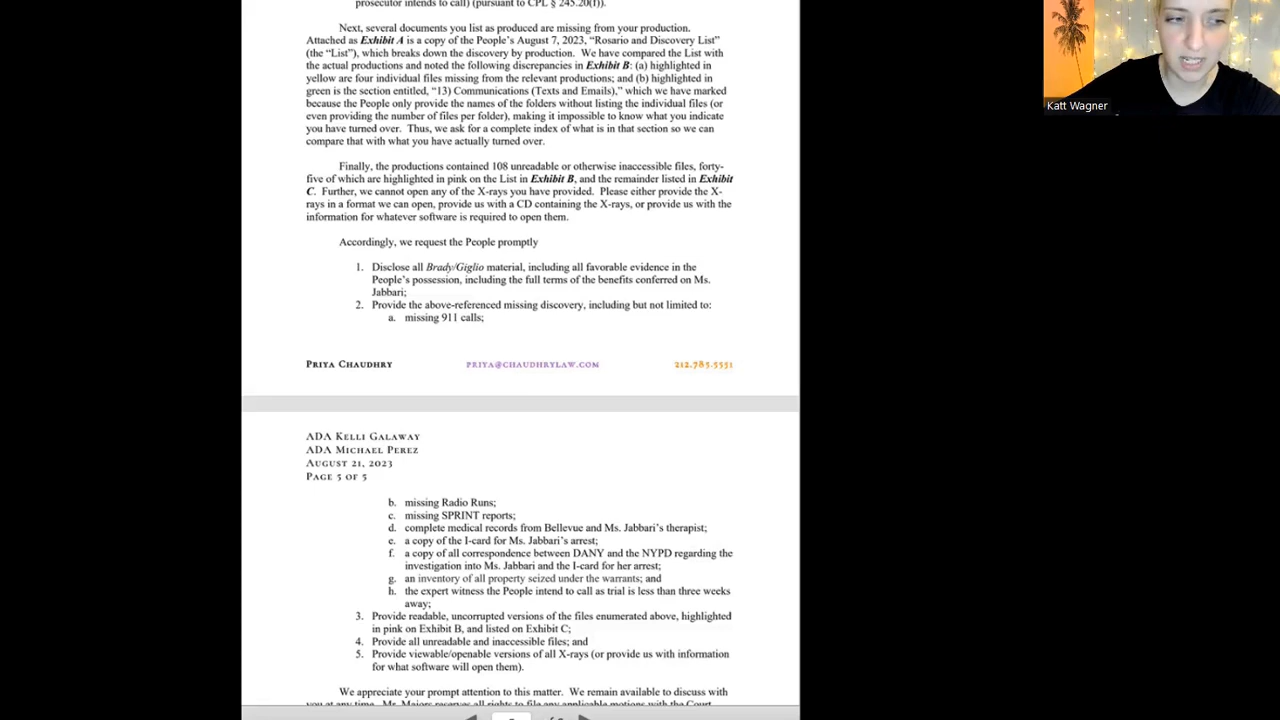 prosecutor intends to call) (pursuant to CPL § 245.20(f)).
Next, several documents you list as produced are missing from your production.
Attached as Exhibit A is a copy of the People's August 7, 2023, “Rosario and Discovery List”
(the “List”), which breaks down the discovery by production. We have compared the List with
the actual productions and noted the following discrepancies in Exhibit B: (a) highlighted in
yellow are four individual files missing from the relevant productions; and (b) highlighted in
green is the section entitled, “13) Communications (Texts and Emails),” which we have marked
because the People only provide the names of the folders without listing the individual files (or
even providing the number of files per folder), making it impossible to know what you indicate
you have turned over. Thus, we ask for a complete index of what is in that section so we can
compare that with what you have actually turned over.
Finally, the productions contained 108 unreadable or otherwise inaccessible files, forty-
five of which are highlighted in pink on the List in Exhibit B, and the remainder listed in Exhibit
C. Further, we cannot open any of the X-rays you have provided. Please either provide the X-
rays in a format we can open, provide us with a CD containing the X-rays, or provide us with the
information for whatever software is required to open them.
Accordingly, we request the People promptly
1. Disclose all Brady/Giglio material, including all favorable evidence in the
People's possession, including the full terms of the benefits conferred on Ms.
Jabbari;
2. Provide the above-referenced missing discovery, including but not limited to:
a. missing 911 calls;
PRIYA CHAUDHRY PRIYA@CHAUDHRYLAW.COM 212.785.5551
ADA KELLI GALAWAY
ADA MICHAEL PEREZ
AUGUST 21, 2023
PAGE 5 OF 5
b. missing Radio Runs;
c. missing SPRINT reports;
d. complete medical records from Bellevue and Ms. Jabbari's therapist;
e. a copy of the I-card for Ms. Jabbari's arrest;
f. a copy of all correspondence between DANY and the NYPD regarding the
investigation into Ms. Jabbari and the I-card for her arrest;
g. an inventory of all property seized under the warrants; and
h. the expert witness the People intend to call as trial is less than three weeks
away;
3. Provide readable, uncorrupted versions of the files enumerated above, highlighted
in pink on Exhibit B, and listed on Exhibit C;
4. Provide all unreadable and inaccessible files; and
5. Provide viewable/openable versions of all X-rays (or provide us with information
for what software will open them).
We appreciate your prompt attention to this matter. We remain available to discuss with
you at any time. Mr. Majors reserves all rights to file any applicable motions with the Court
Katt Wagner